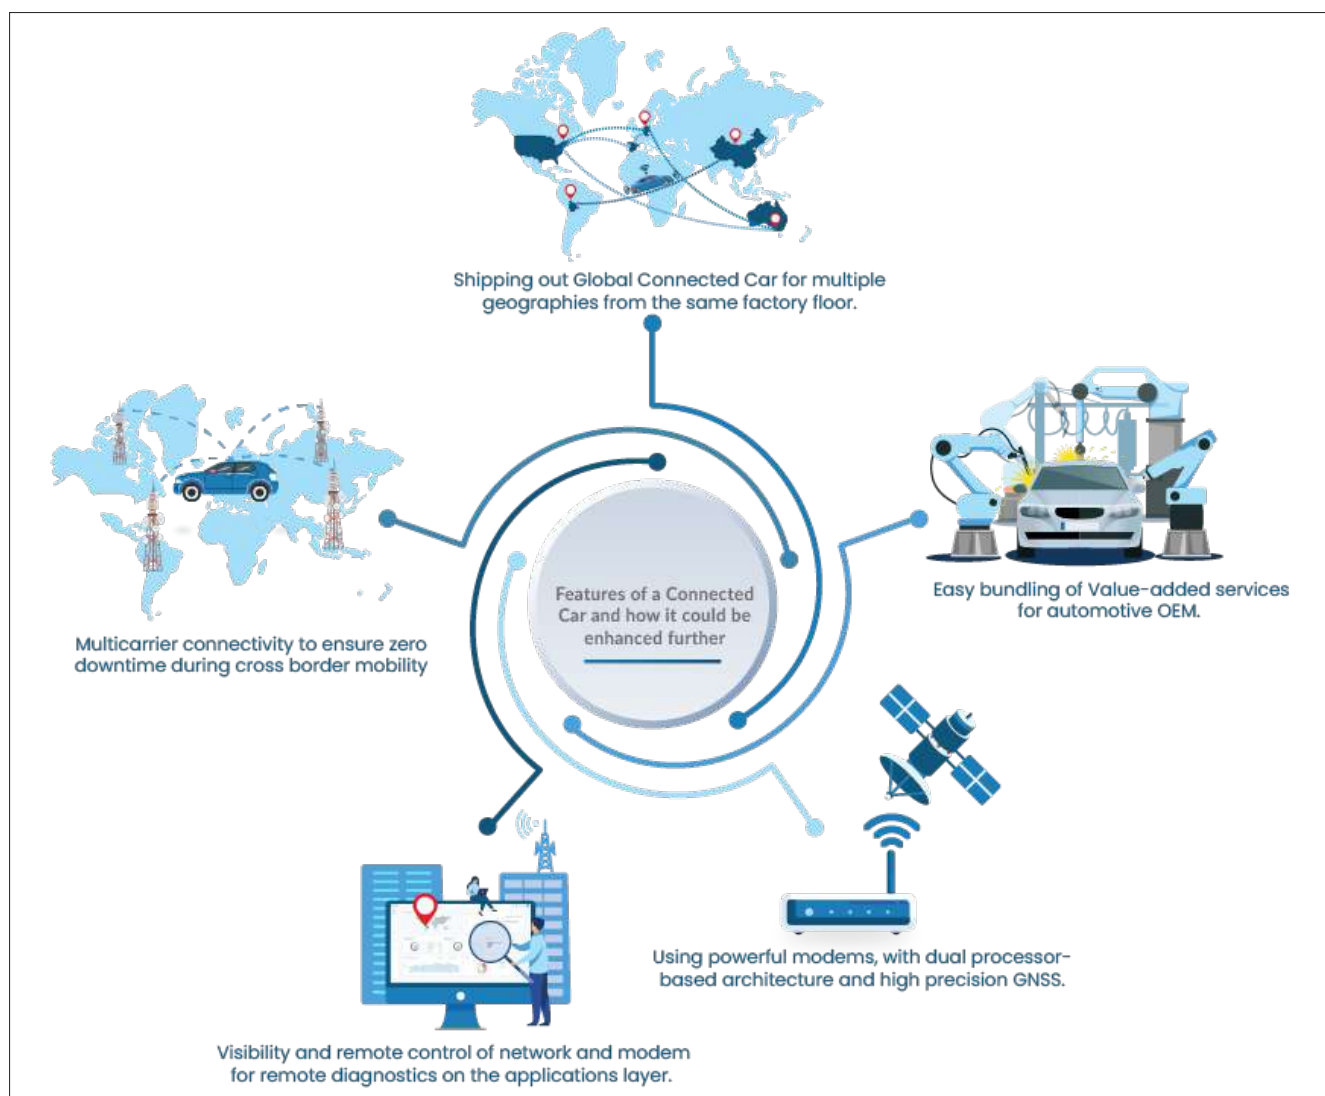 Shipping out Global Connected Car for multiple
geographies from the same factory floor.
Multicarrier connectivity to ensure zero
downtime during cross border mobility
Features of a Connected
Car and how it could be
enhanced further
Easy bundling of Value-added services
for automotive OEM.
Using powerful modems, with dual processor-
based architecture and high precision GNSS.
Visibility and remote control of network and modem
for remote diagnostics on the applications layer.